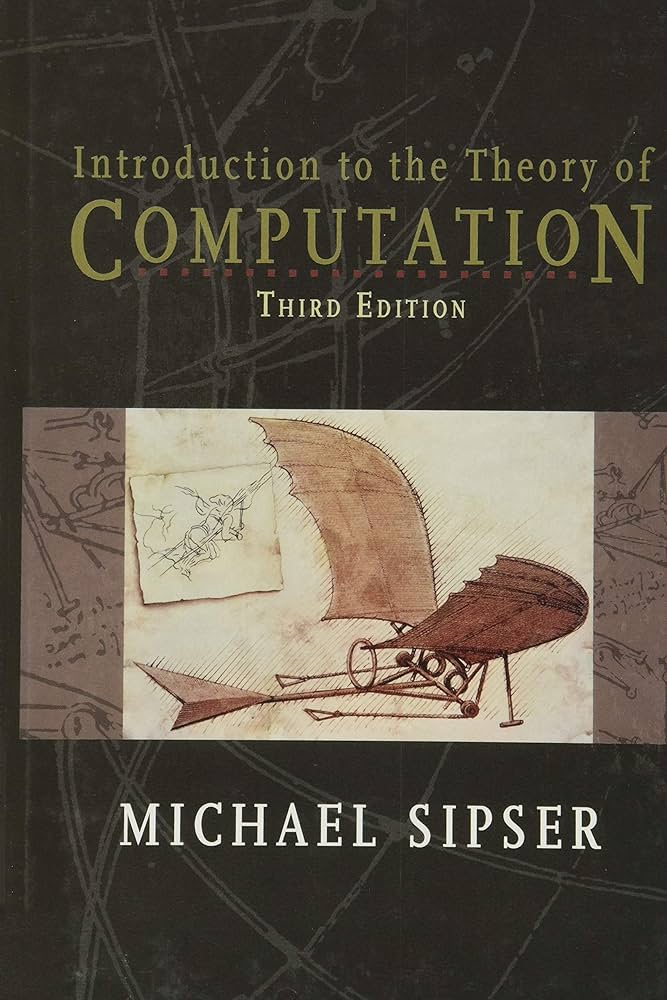 Introduction to the Theory of
COMPUTATION
THIRD EDITION
MICHAEL SIPSER